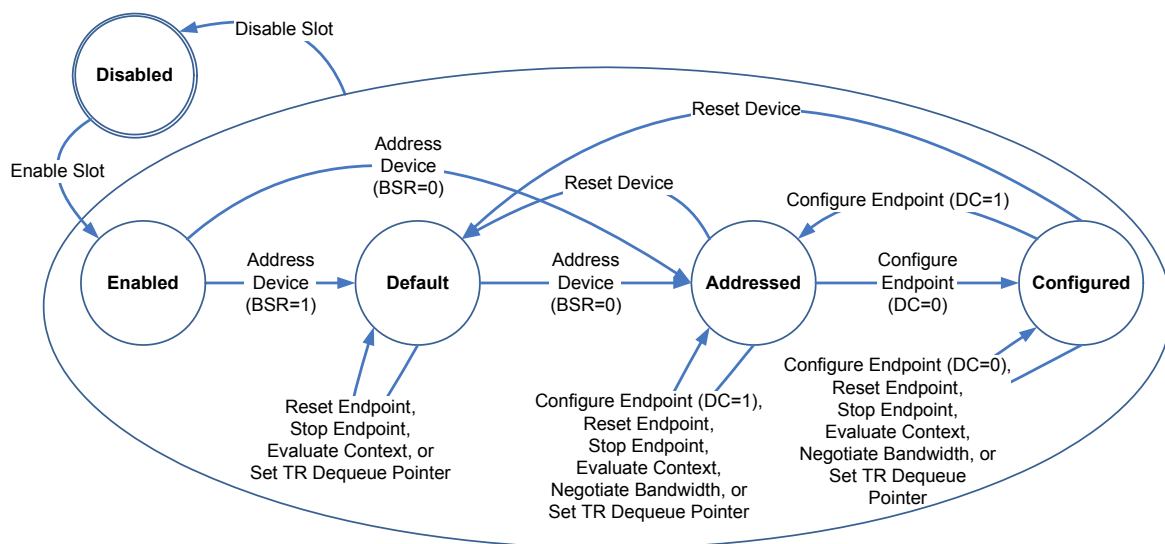 Disable Slot
Disabled
Enable Slot
Reset Device
Address
Device
(BSR=0)
Reset Device
Configure Endpoint (DC=1)
Enabled
Address
Device
(BSR=1)
Default
Address
Device
(BSR=0)
Addressed
Configure
Endpoint
(DC=0)
Configured
Reset Endpoint,
Stop Endpoint,
Evaluate Context, or
Set TR Dequeue Pointer
Configure Endpoint (DC=1),
Reset Endpoint,
Stop Endpoint,
Evaluate Context,
Negotiate Bandwidth, or
Set TR Dequeue Pointer
Configure Endpoint (DC=0),
Reset Endpoint,
Stop Endpoint,
Evaluate Context,
Negotiate Bandwidth, or
Set TR Dequeue
Pointer